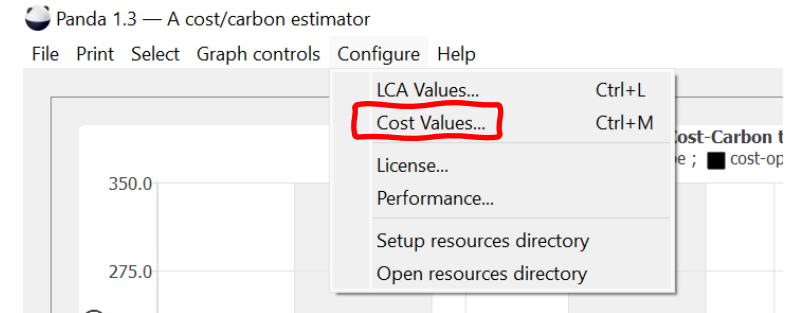 Panda 1.3 — A cost/carbon estimator
File Print Select Graph controls Configure Help
LCA Values... Ctrl+L
Cost Values... Ctrl+M
License...
Performance...
Setup resources directory
Open resources directory
ost-Carbon t
e ; cost-op
350.0
275.0